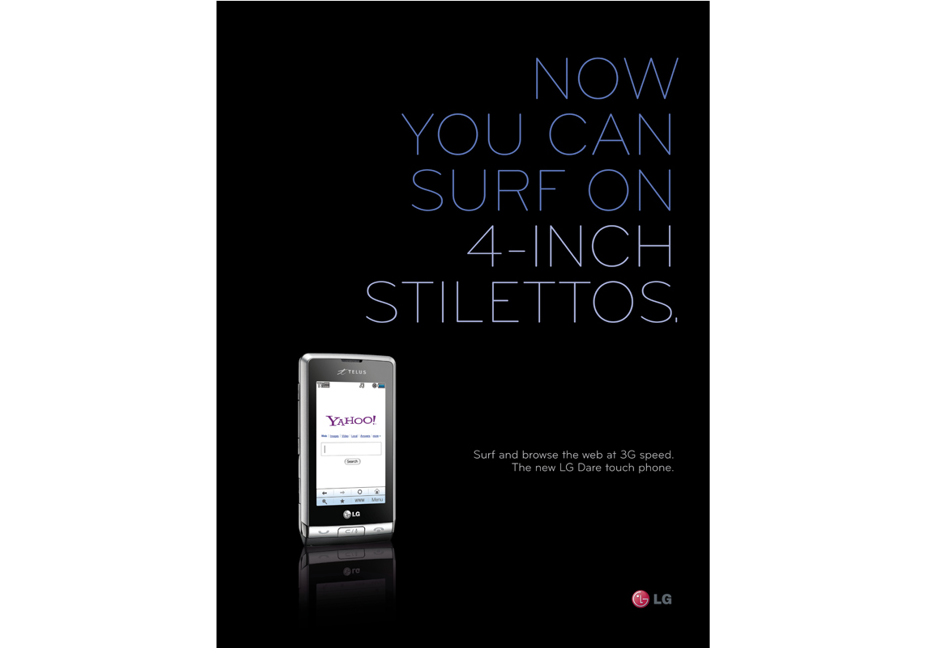 NOW
YOU CAN
SURF ON
4-INCH
STILETTOS.
TELUS
YAHOO!
Search
Menu
LG
Surf and browse the web at 3G speed.
The new LG Dare touch phone.
LG